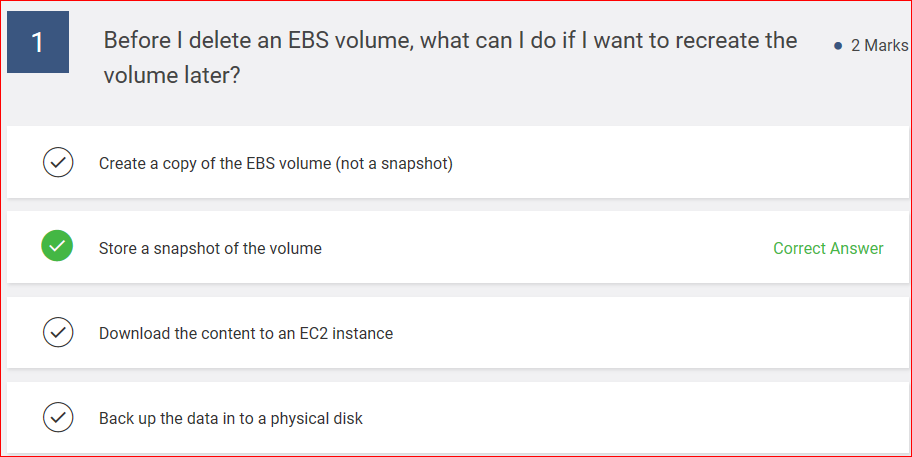 1
Before I delete an EBS volume, what can I do if I want to recreate the
volume later?
2 Marks
Create a copy of the EBS volume (not a snapshot)
Store a snapshot of the volume
Correct Answer
Download the content to an EC2 instance
Back up the data in to a physical disk